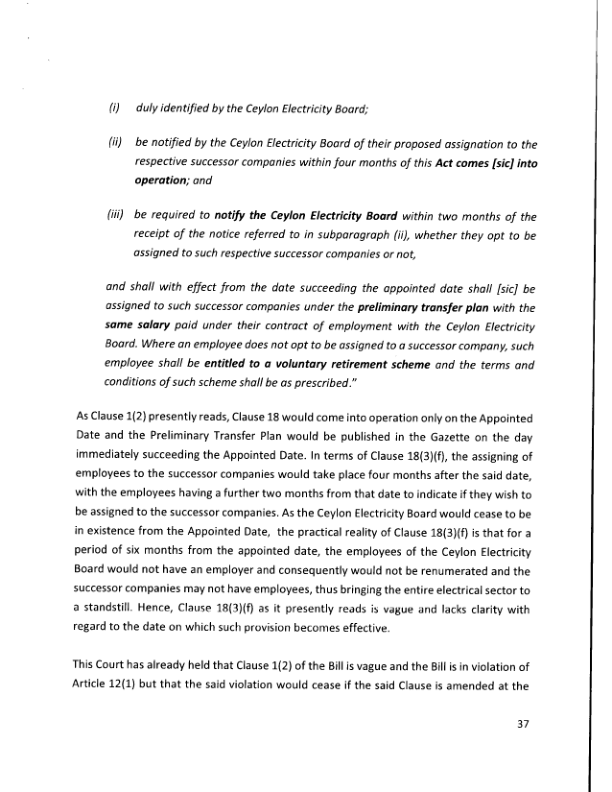 (i) duly identified by the Ceylon Electricity Board;
(ii) be notified by the Ceylon Electricity Board of their proposed assignation to the
respective successor companies within four months of this Act comes [sic] into
operation; and
(iii) be required to notify the Ceylon Electricity Board within two months of the
receipt of the notice referred to in subparagraph (ii), whether they opt to be
assigned to such respective successor companies or not,
and shall with effect from the date succeeding the appointed date shall [sic] be
assigned to such successor companies under the preliminary transfer plan with the
same salary paid under their contract of employment with the Ceylon Electricity
Board. Where an employee does not opt to be assigned to a successor company, such
employee shall be entitled to a voluntary retirement scheme and the terms and
conditions of such scheme shall be as prescribed."
As Clause 1(2) presently reads, Clause 18 would come into operation only on the Appointed
Date and the Preliminary Transfer Plan would be published in the Gazette on the day
immediately succeeding the Appointed Date. In terms of Clause 18(3)(f), the assigning of
employees to the successor companies would take place four months after the said date,
with the employees having a further two months from that date to indicate if they wish to
be assigned to the successor companies. As the Ceylon Electricity Board would cease to be
in existence from the Appointed Date, the practical reality of Clause 18(3)(f) is that for a
period of six months from the appointed date, the employees of the Ceylon Electricity
Board would not have an employer and consequently would not be renumerated and the
successor companies may not have employees, thus bringing the entire electrical sector to
a standstill. Hence, Clause 18(3)(f) as it presently reads is vague and lacks clarity with
regard to the date on which such provision becomes effective.
This Court has already held that Clause 1(2) of the Bill is vague and the Bill is in violation of
Article 12(1) but that the said violation would cease if the said Clause is amended at the
37